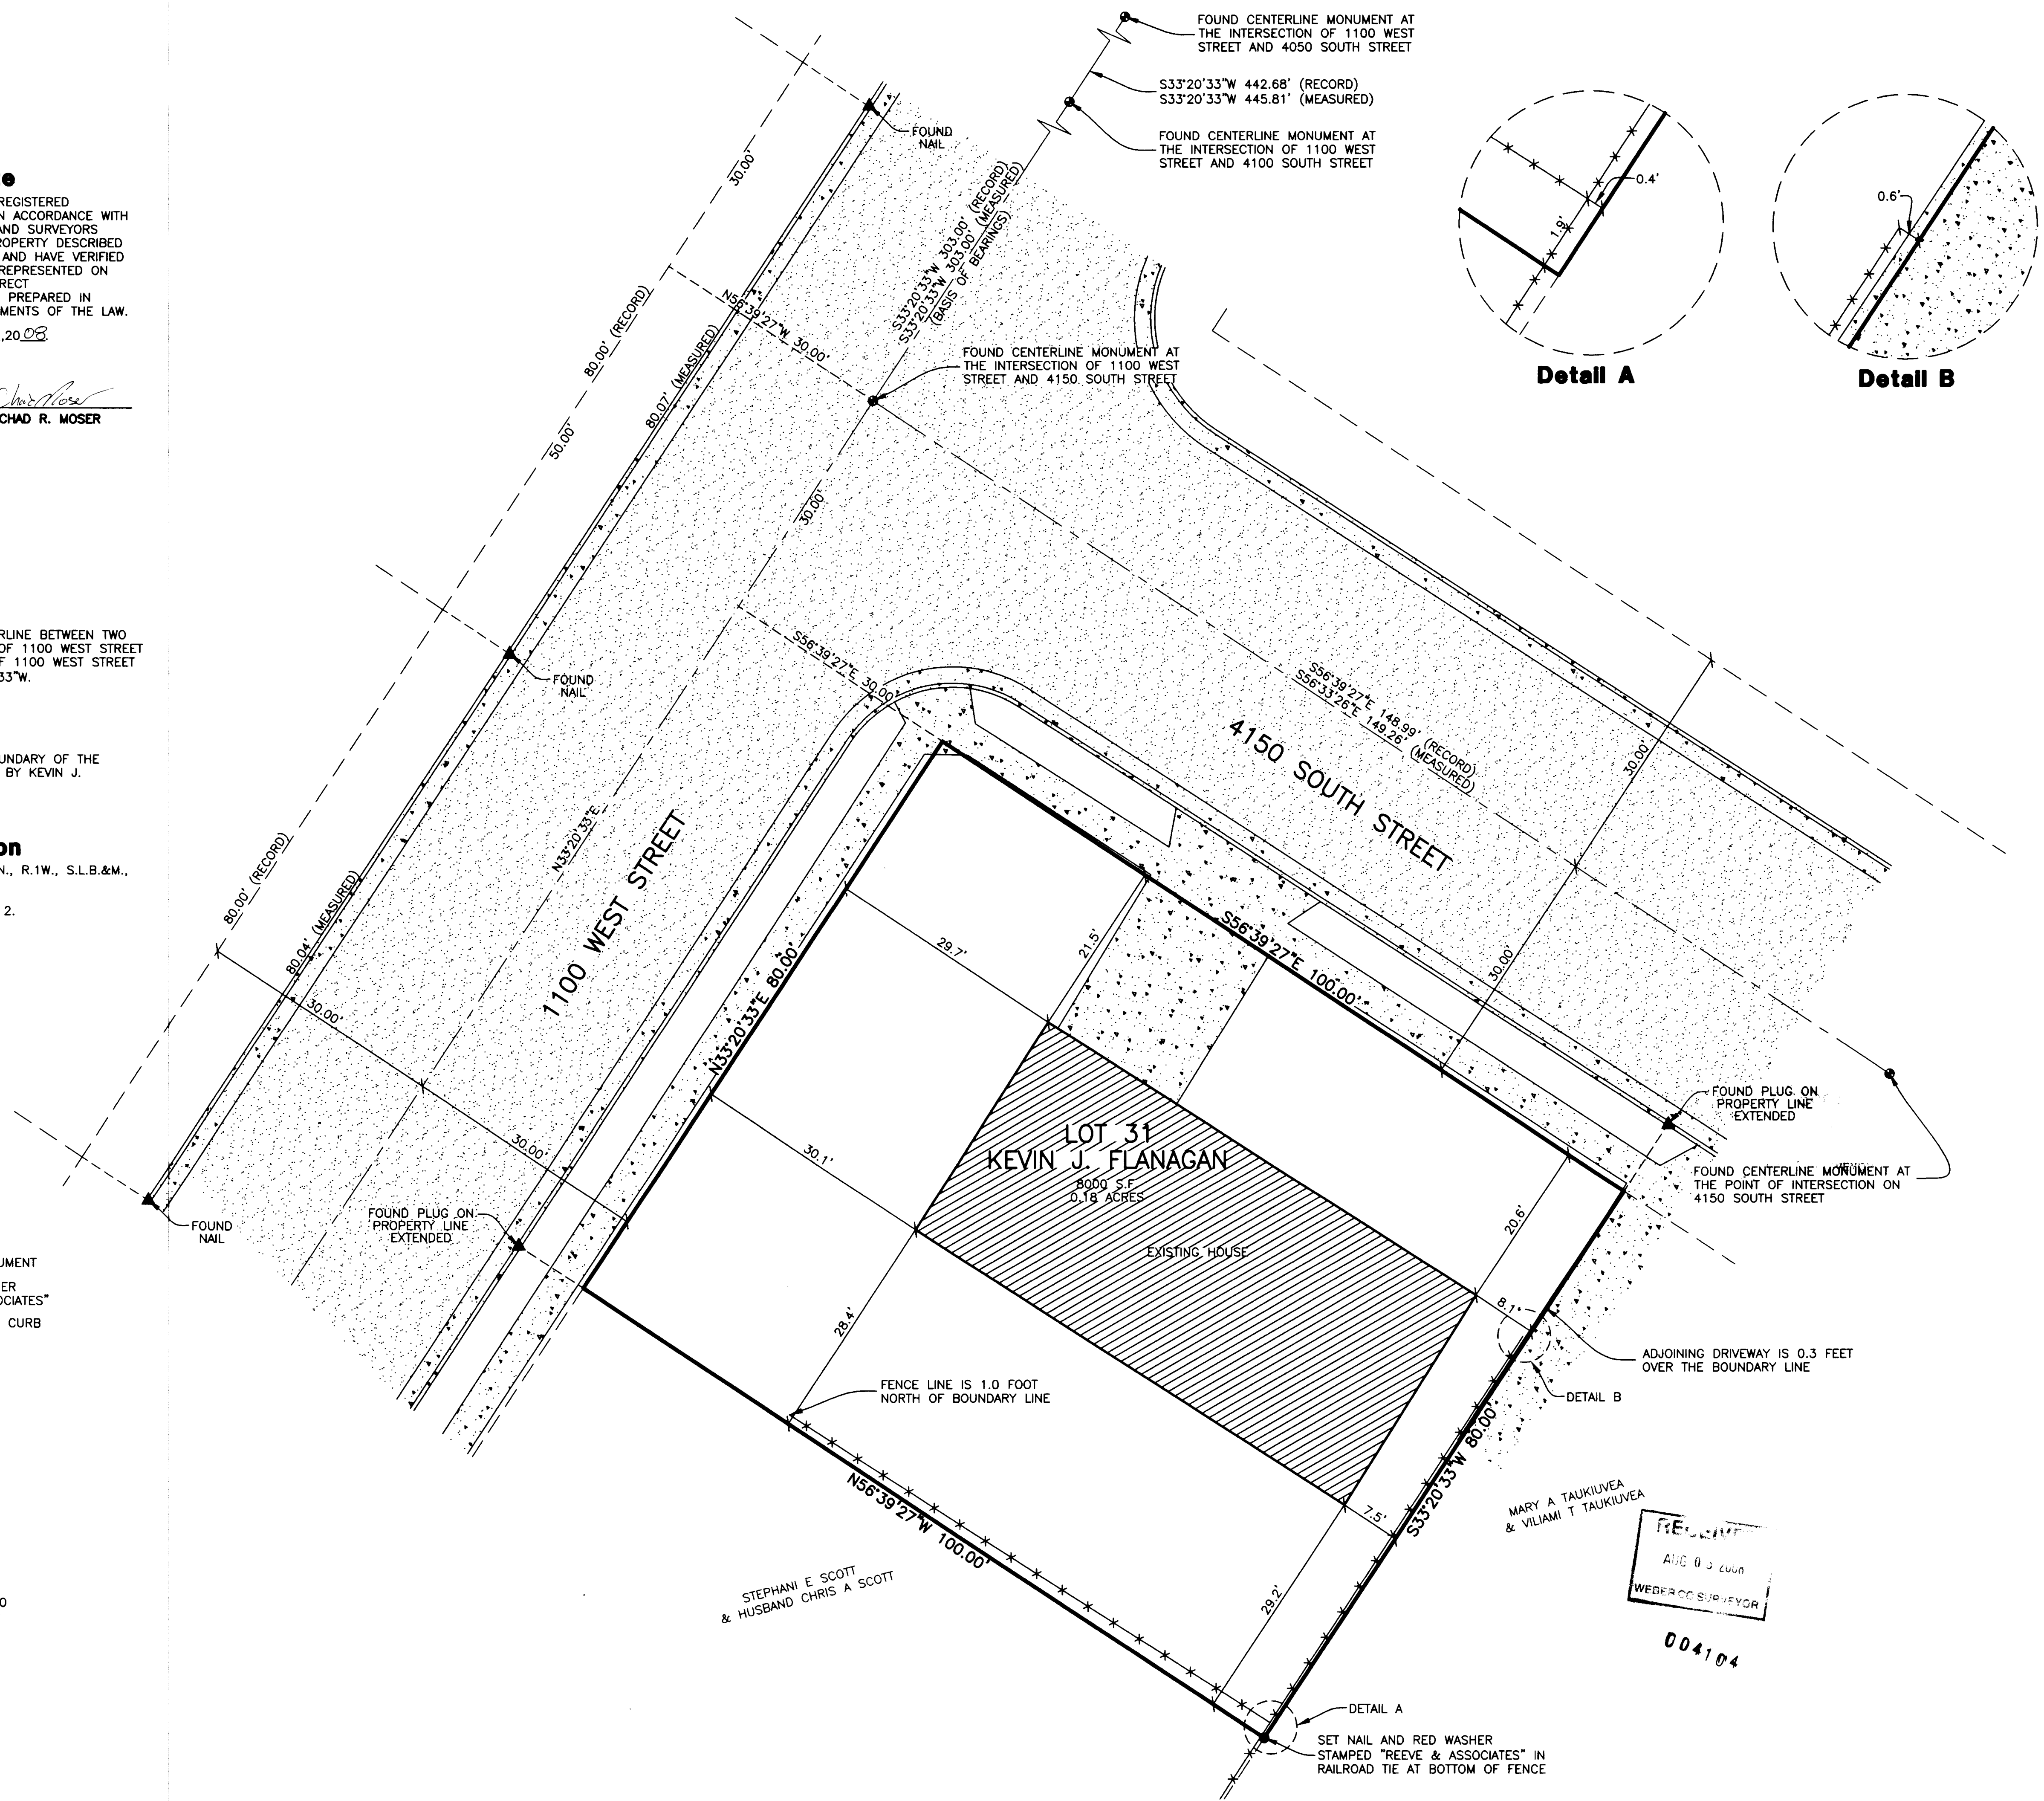 FOUND CENTERLINE MONUMENT AT
THE INTERSECTION OF 1100 WEST
STREET AND 4050 SOUTH STREET
S33°20'33"W 442.68' (RECORD)
S33°20'33"W 445.81' (MEASURED)
FOUND CENTERLINE MONUMENT AT
THE INTERSECTION OF 1100 WEST
STREET AND 4100 SOUTH STREET
0.4'
1.9'
Detail A
0.6'
Detail B
REGISTERED
N ACCORDANCE WITH
AND SURVEYORS
ROPERTY DESCRIBED
AND HAVE VERIFIED
REPRESENTED ON
RECT
PREPARED IN
MENTS OF THE LAW.
,2008.
Chad Moser
CHAD R. MOSER
RLINE BETWEEN TWO
OF 1100 WEST STREET
F 1100 WEST STREET
33"W.
UNDARY OF THE
BY KEVIN J.
on
N., R.1W., S.L.B.&M.,
2.
UMENT
ER
OCIATES"
CURB
FOUND
NAIL
30.00'
80.00' (RECORD)
50.00'
80.07' (MEASURED)
N56°39'27"W 30.00'
S33°20'33"W 303.00' (RECORD)
S33°20'33"W 303.00' (MEASURED)
(BASIS OF BEARINGS)
FOUND CENTERLINE MONUMENT AT
THE INTERSECTION OF 1100 WEST
STREET AND 4150 SOUTH STREET
30.00'
FOUND
NAIL
S56°39'27"E 30.00'
S56°39'27"E 148.99' (RECORD)
S56°33'26"E 149.26' (MEASURED)
4150 SOUTH STREET
30.00'
30.00'
N33°20'33"E
1100 WEST STREET
80.00' (RECORD)
80.04' (MEASURED)
30.00'
30.00'
N33°20'33"E 80.00'
29.7'
21.5'
S56°39'27"E 100.00'
30.1'
LOT 31
KEVIN J. FLANAGAN
8000 S.F.
0.18 ACRES
EXISTING HOUSE
20.6'
8.1'
28.4'
7.5'
29.2'
FOUND PLUG ON
PROPERTY LINE
EXTENDED
FOUND CENTERLINE MONUMENT AT
THE POINT OF INTERSECTION ON
4150 SOUTH STREET
FOUND
NAIL
FOUND PLUG ON
PROPERTY LINE
EXTENDED
ADJOINING DRIVEWAY IS 0.3 FEET
OVER THE BOUNDARY LINE
DETAIL B
FENCE LINE IS 1.0 FOOT
NORTH OF BOUNDARY LINE
S33°20'33"W 80.00'
N56°39'27"W 100.00'
MARY A TAUKIUVEA
& VILIAMI T TAUKIUVEA
STEPHANI E SCOTT
& HUSBAND CHRIS A SCOTT
AUG
WEBER CO SURVEYOR
004104
DETAIL A
SET NAIL AND RED WASHER
STAMPED "REEVE & ASSOCIATES" IN
RAILROAD TIE AT BOTTOM OF FENCE